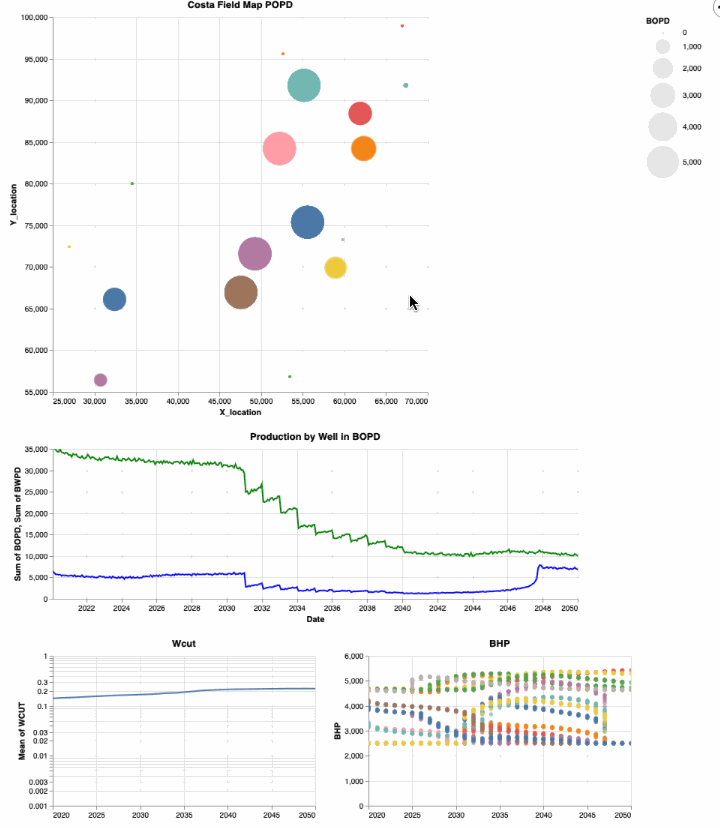 Costa Field Map POPD
BOPD
0
1,000
2,000
3,000
4,000
5,000
100,000
95,000
90,000
85,000
80,000
75,000
70,000
65,000
60,000
55,000
Y_location
25,000 30,000 35,000 40,000 45,000 50,000 55,000 60,000 65,000 70,000
X_location
Production by Well in BOPD
35,000
30,000
25,000
20,000
15,000
10,000
5,000
0
Sum of BOPD, Sum of BWPD
2022 2024 2026 2028 2030 2032 2034 2036 2038 2040 2042 2044 2046 2048 2050
Date
Wcut
1
0.3
0.2
0.1
0.03
0.02
0.01
0.003
0.002
0.001
Mean of WCUT
2020 2025 2030 2035 2040 2045 2050
BHP
6,000
5,000
4,000
3,000
2,000
1,000
0
BHP
2020 2025 2030 2035 2040 2045 2050